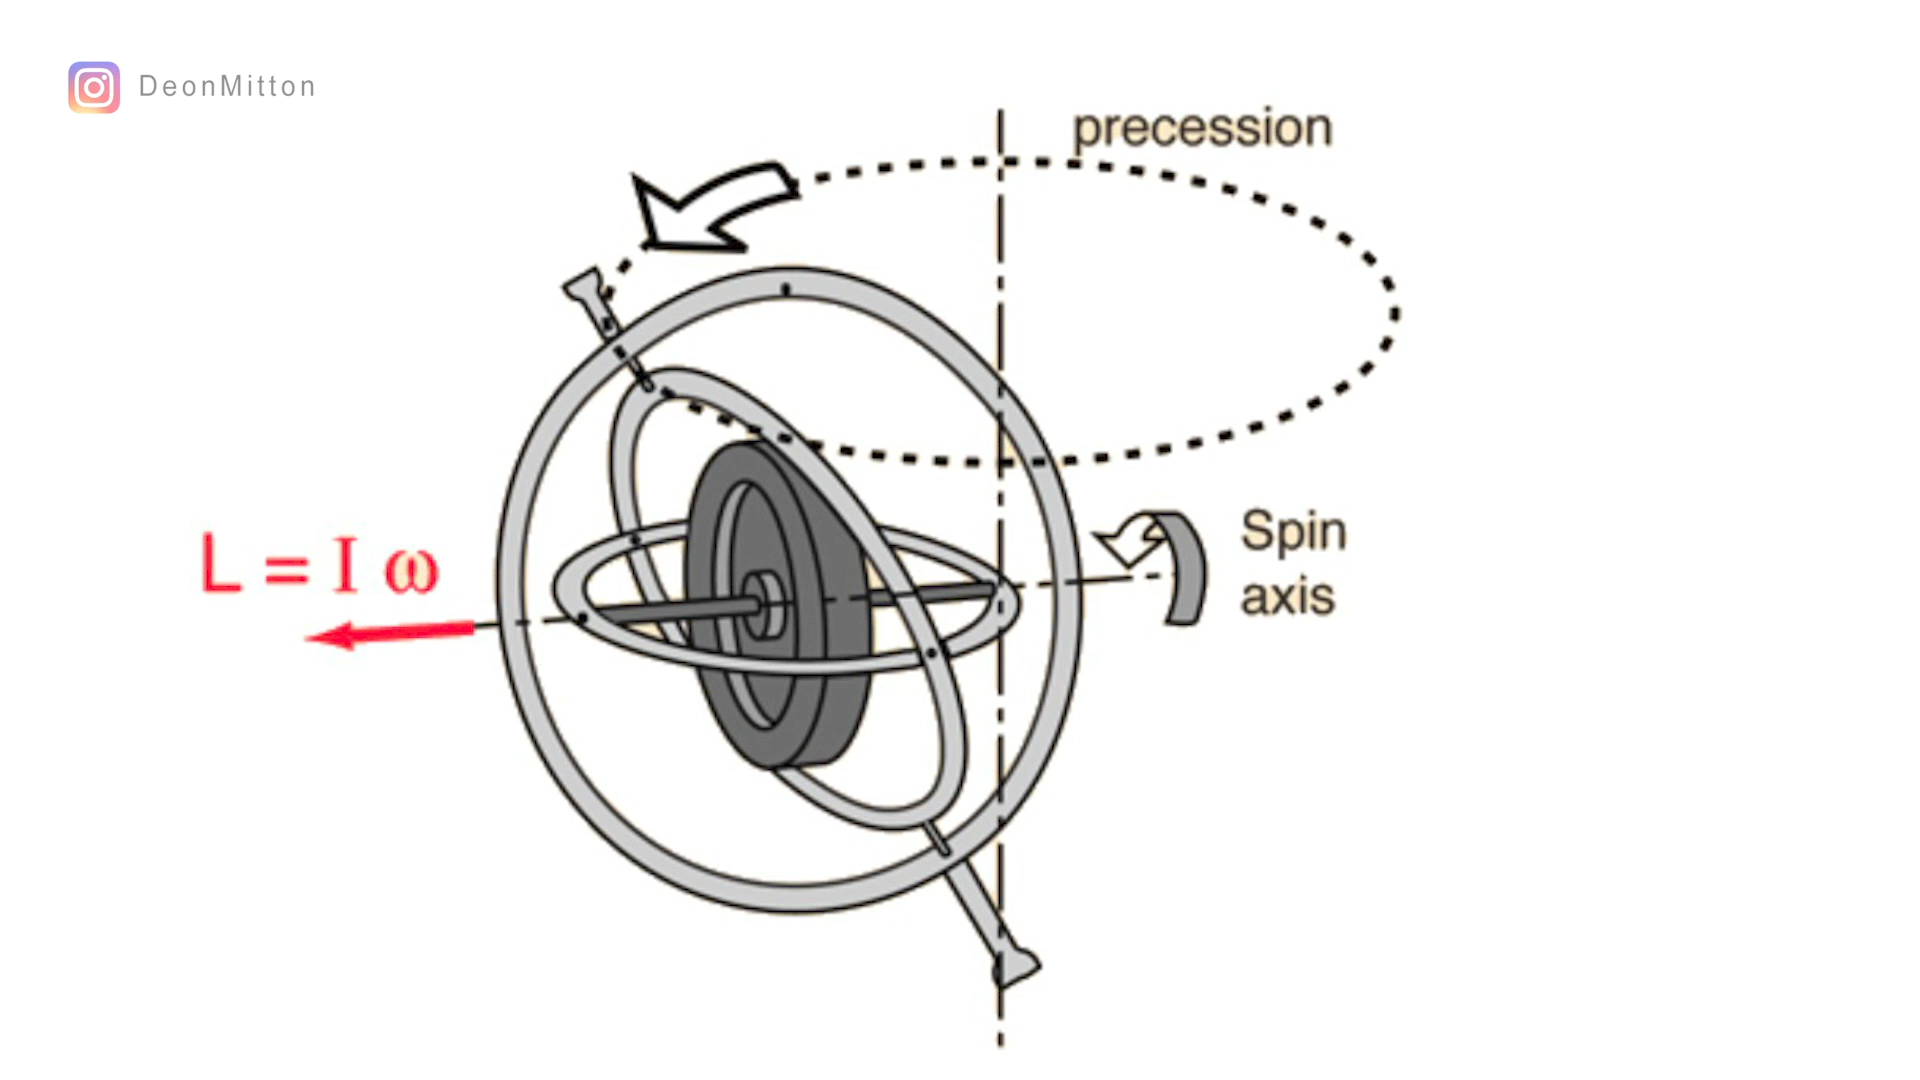 DeonMitton
precession
L = I ω
Spin
axis